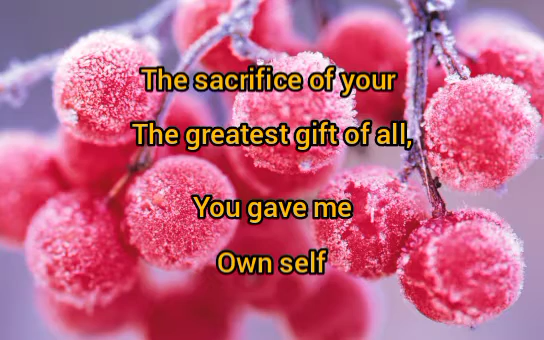 The sacrifice of your
The greatest gift of all,
You gave me
Own self